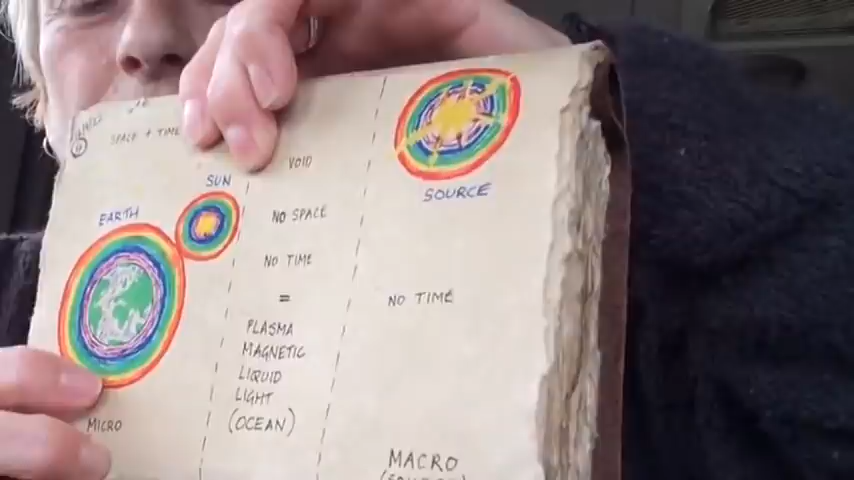 SPACE + TIME
SUN
EARTH
MICRO
VOID
NO SPACE
NO TIME
=
PLASMA
MAGNETIC
LIQUID
LIGHT
(OCEAN)
SOURCE
NO TIME
MACRO